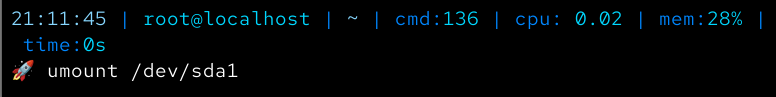 21:11:45 | root@localhost | ~ | cmd:136 | cpu: 0.02 | mem:28% |
time:0s
🚀 umount /dev/sda1